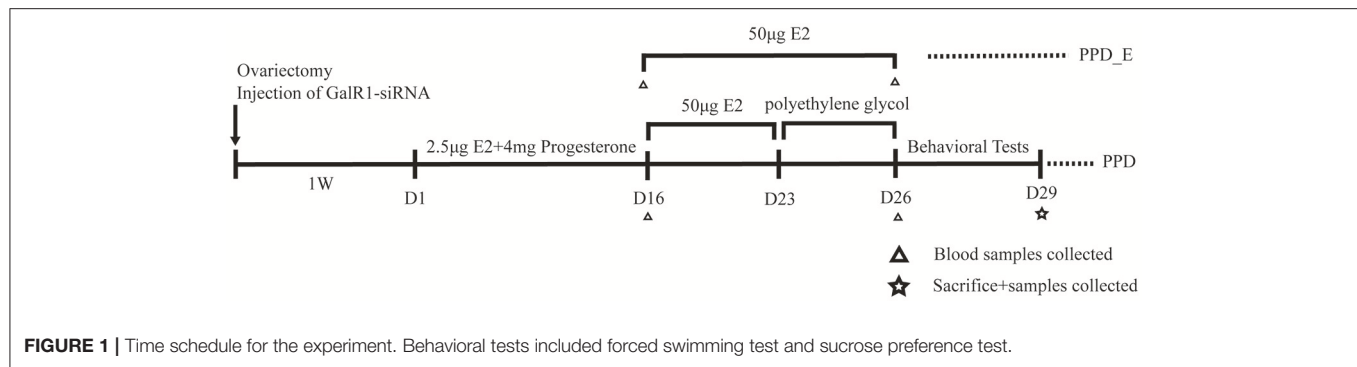 50μg E2
PPD_E
Ovariectomy
Injection of GalR1-siRNA
50μg E2
polyethylene glycol
2.5μg E2+4mg Progesterone
Behavioral Tests
PPD
1W
D1
D16
D23
D26
D29
Blood samples collected
Sacrifice+samples collected
FIGURE 1 | Time schedule for the experiment. Behavioral tests included forced swimming test and sucrose preference test.